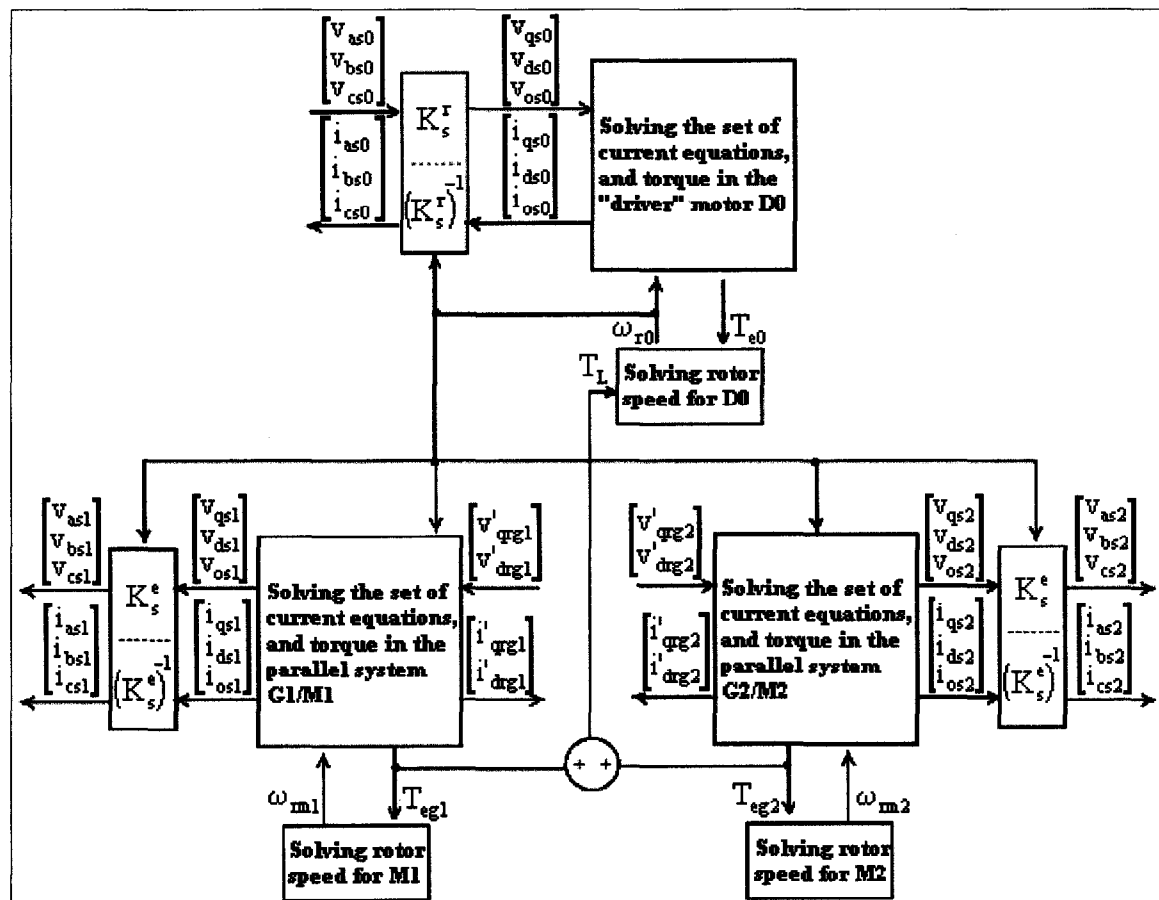 v_as0
v_bs0
v_cs0
v_qs0
v_ds0
v_os0
K_s^r
(K_s^r)^-1
i_as0
i_bs0
i_cs0
i_qs0
i_ds0
i_os0
Solving the set of
current equations,
and torque in the
"driver" motor D0
ω_r0
T_e0
T_L
Solving rotor
speed for D0
v_as1
v_bs1
v_cs1
v_qs1
v_ds1
v_os1
K_s^e
(K_s^e)^-1
i_as1
i_bs1
i_cs1
i_qs1
i_ds1
i_os1
Solving the set of
current equations,
and torque in the
parallel system
G1/M1
v'_qrg1
v'_drg1
i'_qrg1
i'_drg1
v'_qrg2
v'_drg2
i'_qrg2
i'_drg2
Solving the set of
current equations,
and torque in the
parallel system
G2/M2
v_qs2
v_ds2
v_os2
i_qs2
i_ds2
i_os2
K_s^e
(K_s^e)^-1
v_as2
v_bs2
v_cs2
i_as2
i_bs2
i_cs2
+ +
ω_rm1
T_eg1
T_eg2
ω_rm2
Solving rotor
speed for M1
Solving rotor
speed for M2